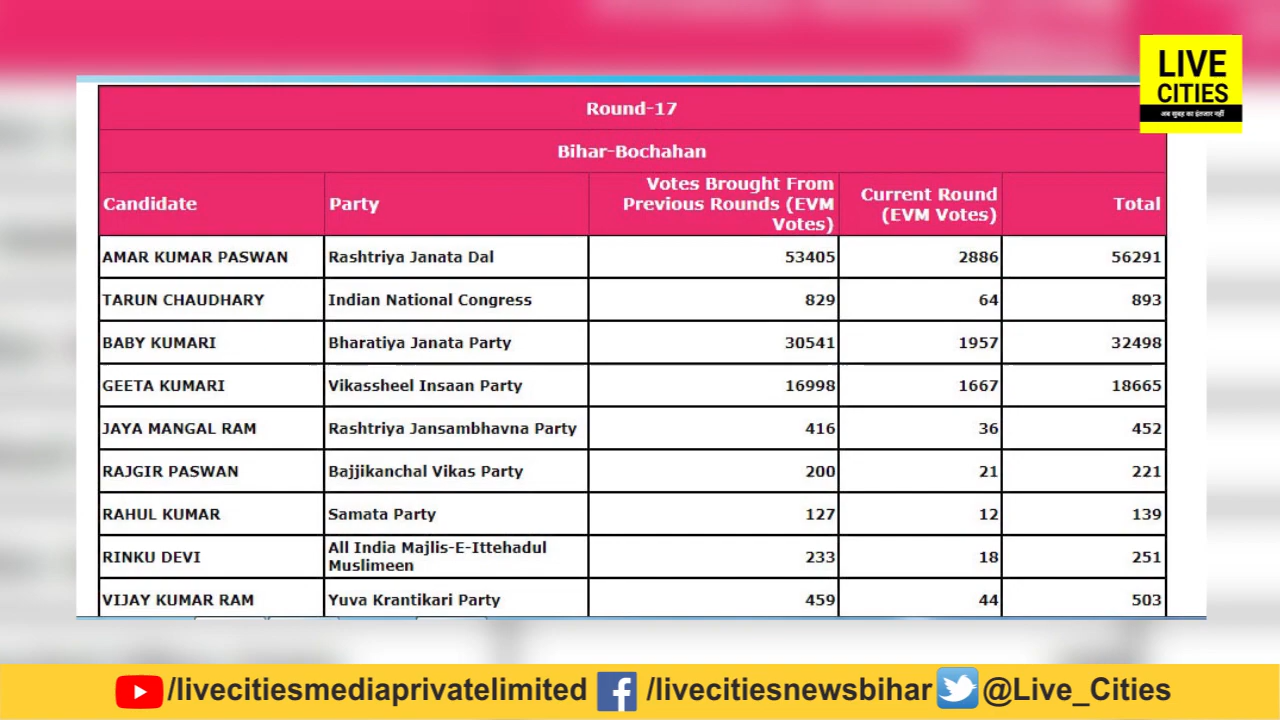 LIVE
CITIES
अब सुबह का इंतजार नहीं
Round-17
Bihar-Bochahan
Candidate Party Votes Brought From Previous Rounds (EVM Votes) Current Round (EVM Votes) Total
AMAR KUMAR PASWAN Rashtriya Janata Dal 53405 2886 56291
TARUN CHAUDHARY Indian National Congress 829 64 893
BABY KUMARI Bharatiya Janata Party 30541 1957 32498
GEETA KUMARI Vikassheel Insaan Party 16998 1667 18665
JAYA MANGAL RAM Rashtriya Jansambhavna Party 416 36 452
RAJGIR PASWAN Bajjikanchal Vikas Party 200 21 221
RAHUL KUMAR Samata Party 127 12 139
RINKU DEVI All India Majlis-E-Ittehadul Muslimeen 233 18 251
VIJAY KUMAR RAM Yuva Krantikari Party 459 44 503
/livecitiesmediaprivatelimited /livecitiesnewsbihar @Live_Cities